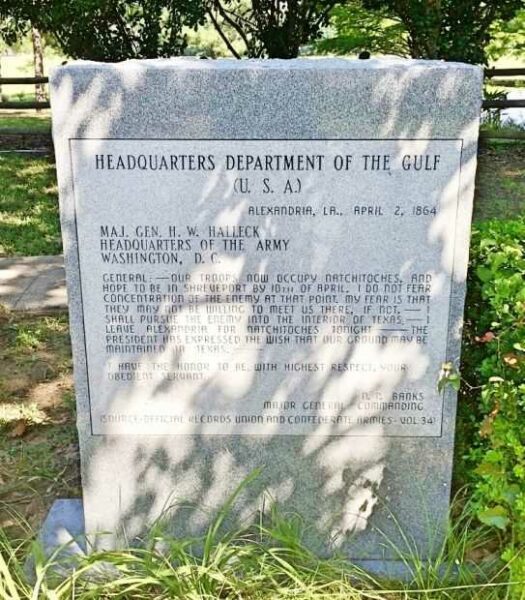 HEADQUARTERS DEPARTMENT OF THE GULF
(U. S. A.)
ALEXANDRIA, LA., APRIL 2, 1864
MAJ. GEN. H. W. HALLECK
HEADQUARTERS OF THE ARMY
WASHINGTON, D. C.
GENERAL:—OUR TROOPS NOW OCCUPY NATCHITOCHES, AND
HOPE TO BE IN SHREVEPORT BY 10TH OF APRIL. I DO NOT FEAR
CONCENTRATION OF THE ENEMY AT THAT POINT. MY FEAR IS THAT
THEY MAY NOT BE WILLING TO MEET US THERE. IF NOT,— I
SHALL PURSUE THE ENEMY INTO THE INTERIOR OF TEXAS.— I
LEAVE ALEXANDRIA FOR NATCHITOCHES TONIGHT — THE
PRESIDENT HAS EXPRESSED THE WISH THAT OUR GROUND MAY BE
MAINTAINED IN TEXAS.
I HAVE THE HONOR TO BE, WITH HIGHEST RESPECT, YOUR
OBEDIENT SERVANT.
N. P. BANKS
MAJOR GENERAL COMMANDING
(SOURCE-OFFICIAL RECORDS UNION AND CONFEDERATE ARMIES- VOL 34)